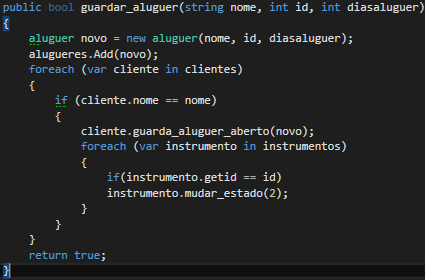 public bool guardar_aluguer(string nome, int id, int diasaluguer)
{
aluguer novo = new aluguer(nome, id, diasaluguer);
alugueres.Add(novo);
foreach (var cliente in clientes)
{
if (cliente.nome == nome)
{
cliente.guarda_aluguer_aberto(novo);
foreach (var instrumento in instrumentos)
{
if(instrumento.getid == id)
instrumento.mudar_estado(2);
}
}
}
return true;
}